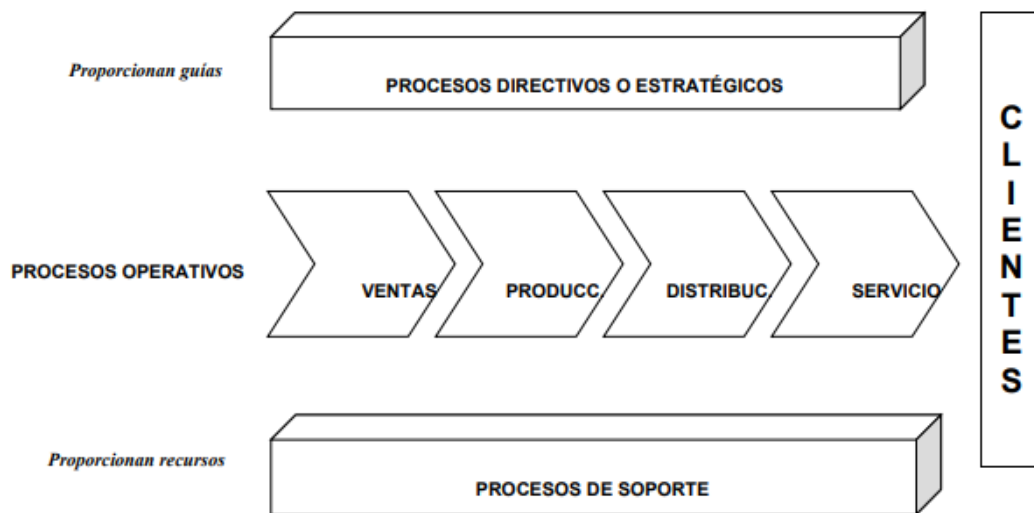 Proporcionan guías
PROCESOS DIRECTIVOS O ESTRATÉGICOS
PROCESOS OPERATIVOS
VENTAS
PRODUCC.
DISTRIBUC.
SERVICIO
Proporcionan recursos
PROCESOS DE SOPORTE
C
L
I
E
N
T
E
S